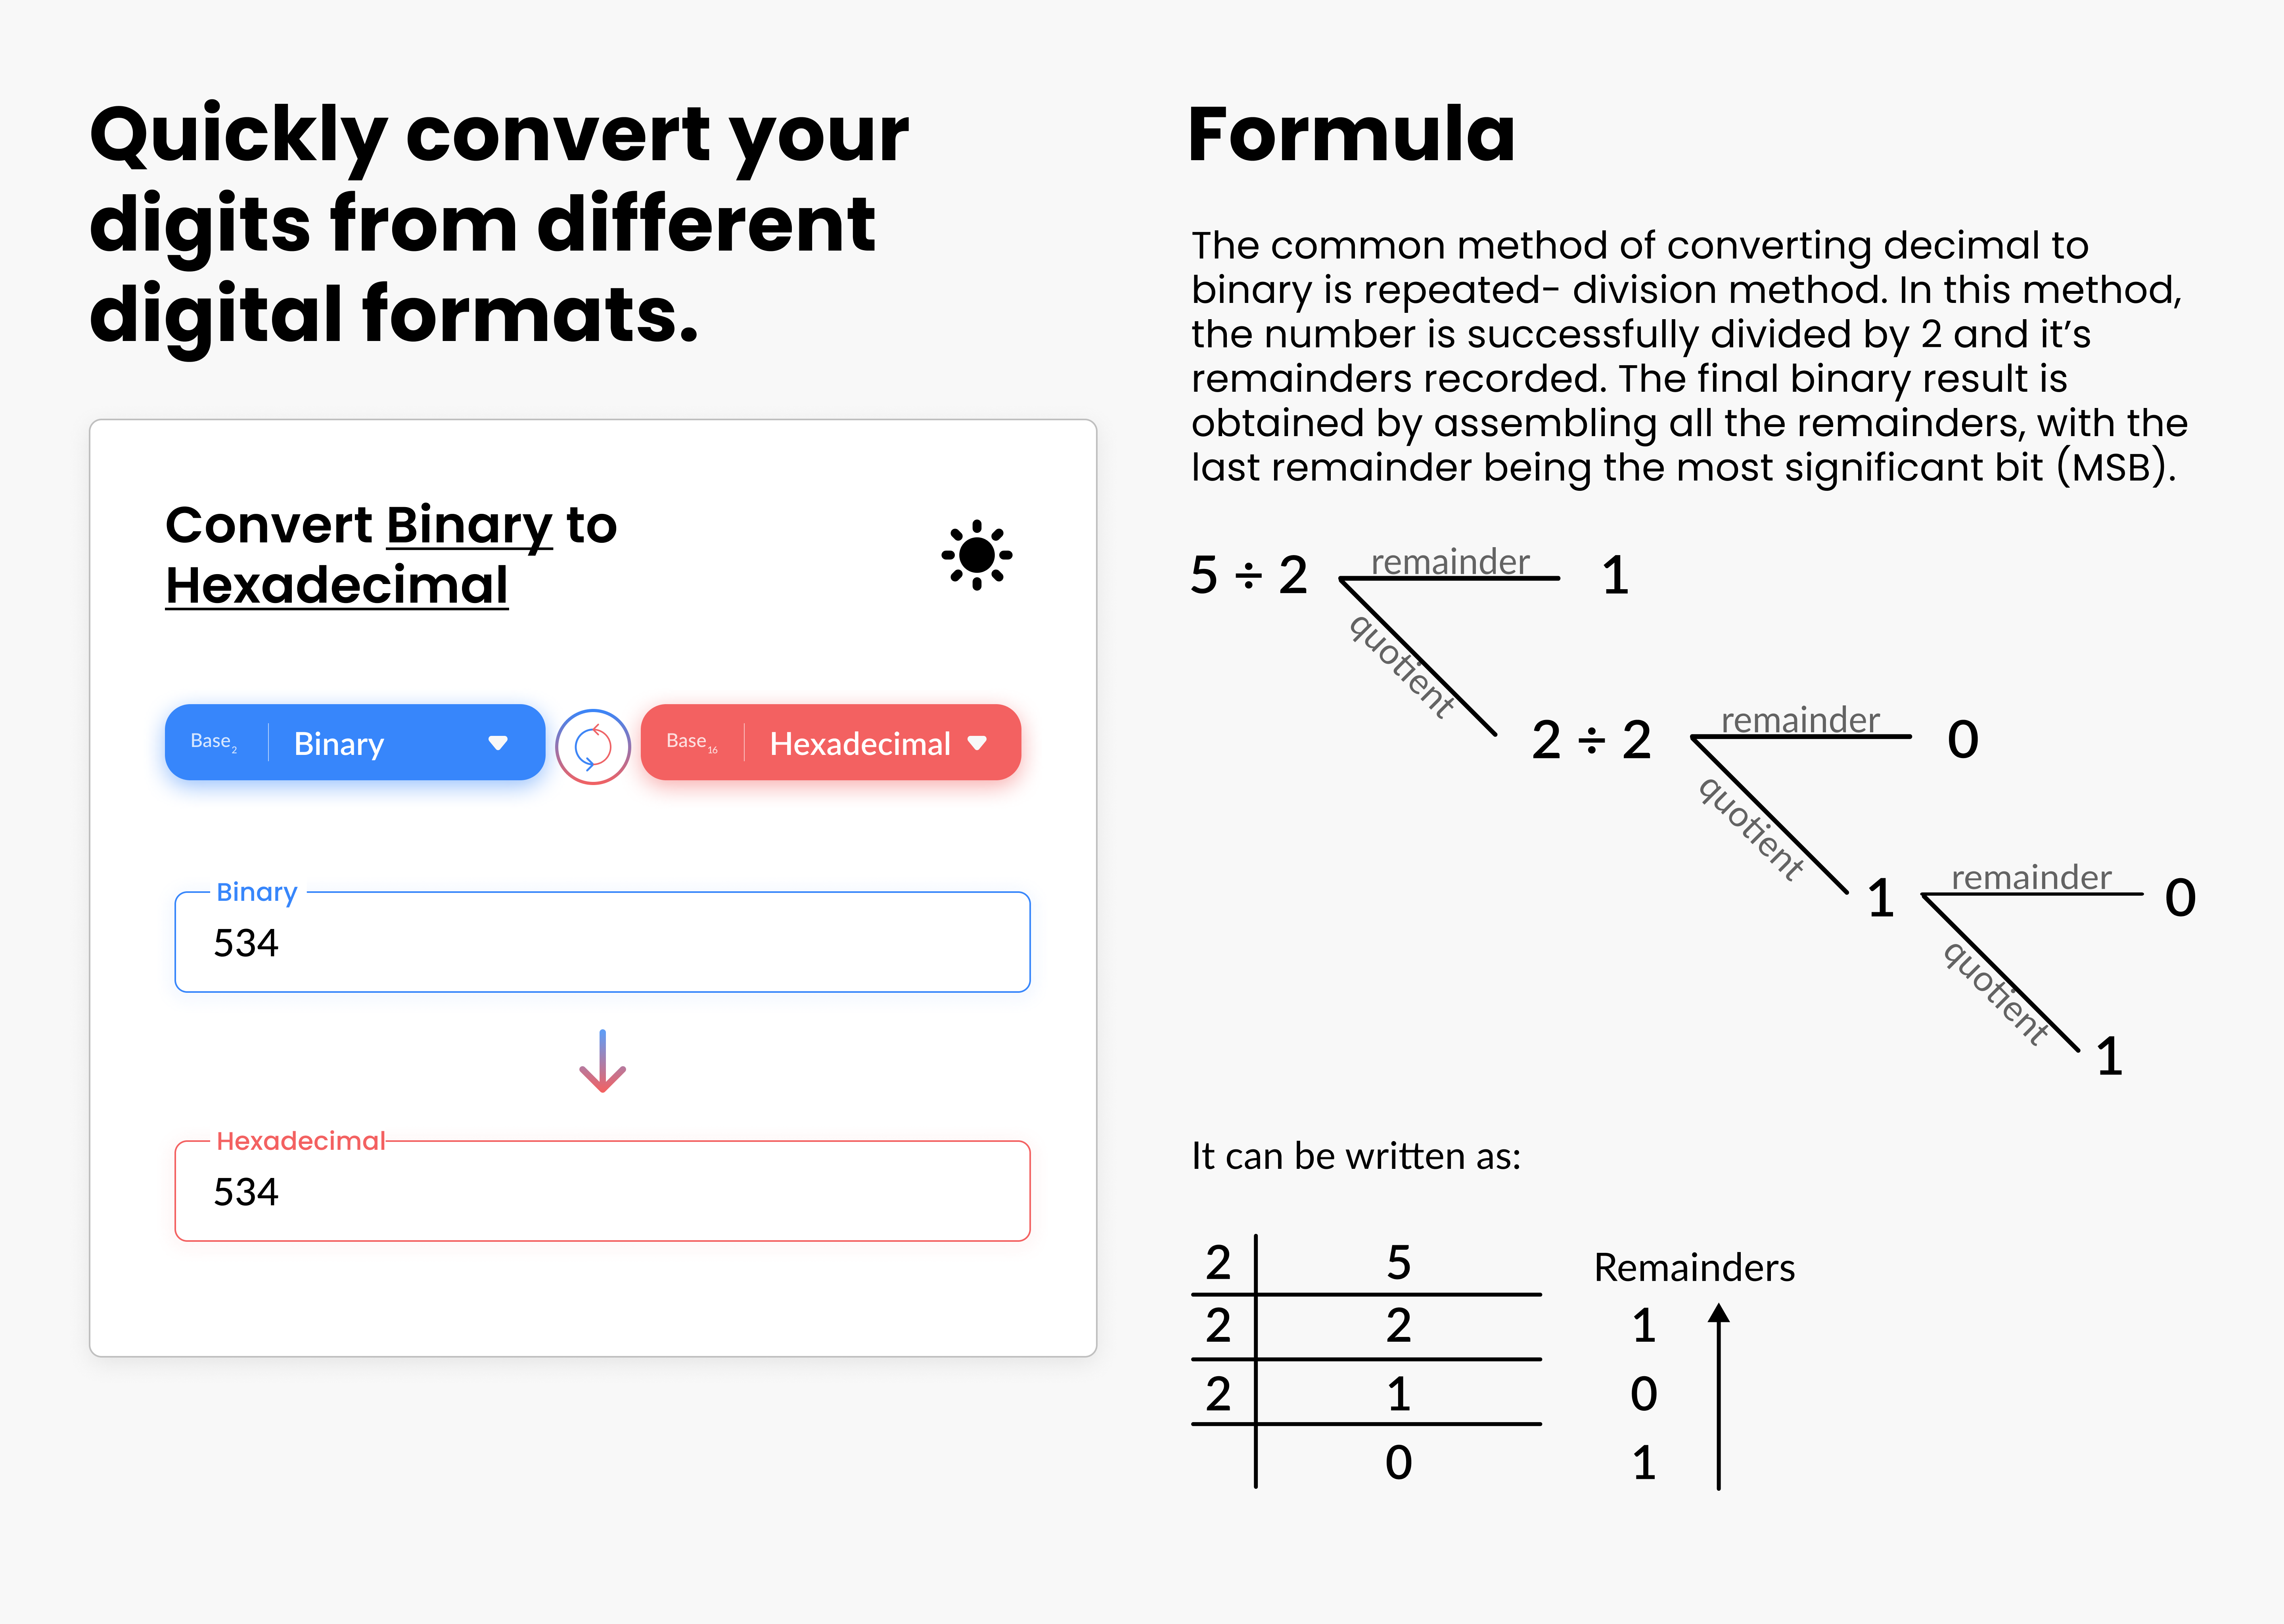 Quickly convert your
digits from different
digital formats.
Convert Binary to
Hexadecimal
Base2 Binary
Base16 Hexadecimal
Binary
534
Hexadecimal
534
Formula
The common method of converting decimal to
binary is repeated- division method. In this method,
the number is successfully divided by 2 and it’s
remainders recorded. The final binary result is
obtained by assembling all the remainders, with the
last remainder being the most significant bit (MSB).
5 ÷ 2 remainder 1
quotient
2 ÷ 2 remainder 0
quotient
1 remainder 0
quotient
1
It can be written as:
2 5 Remainders
2 2 1
2 1 0
0 1